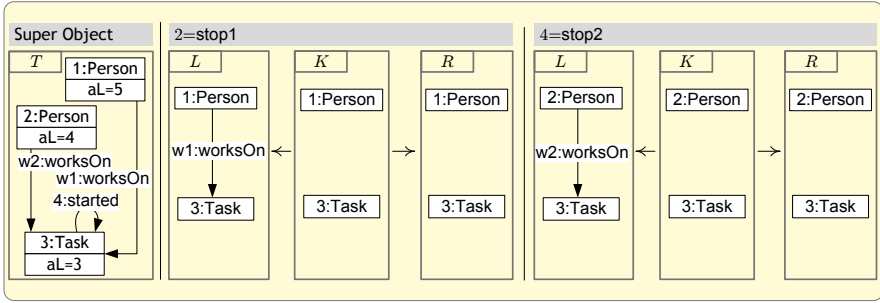 Super Object
T
1:Person
aL=5
2:Person
aL=4
w2:worksOn
w1:worksOn
4:started
3:Task
aL=3
2=stop1
L
1:Person
w1:worksOn
3:Task
K
1:Person
3:Task
R
1:Person
3:Task
4=stop2
L
2:Person
w2:worksOn
3:Task
K
2:Person
3:Task
R
2:Person
3:Task